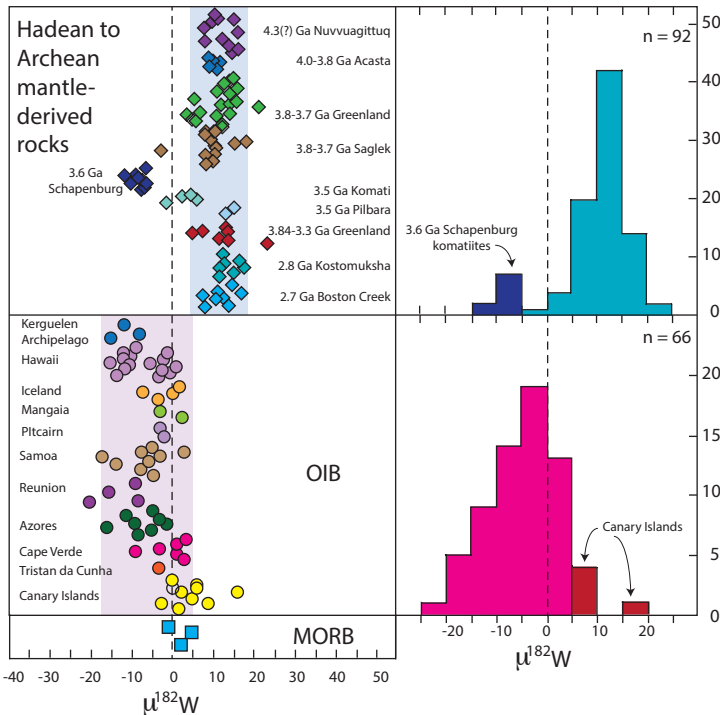 Hadean to
Archean
mantle-
derived
rocks
4.3(?) Ga Nuvvuagittuq
4.0-3.8 Ga Acasta
3.8-3.7 Ga Greenland
3.8-3.7 Ga Saglek
3.6 Ga
Schapenburg
3.5 Ga Komati
3.5 Ga Pilbara
3.84-3.3 Ga Greenland
2.8 Ga Kostomuksha
2.7 Ga Boston Creek
n = 92
50
40
30
20
10
0
3.6 Ga Schapenburg
komatiites
Kerguelen
Archipelago
Hawaii
Iceland
Mangaia
PItcairn
Samoa
Reunion
Azores
Cape Verde
Tristan da Cunha
Canary Islands
OIB
MORB
-40 -30 -20 -10 0 10 20 30 40 50
μ182W
n = 66
20
15
10
5
0
Canary Islands
-20 -10 0 10 20
μ182W